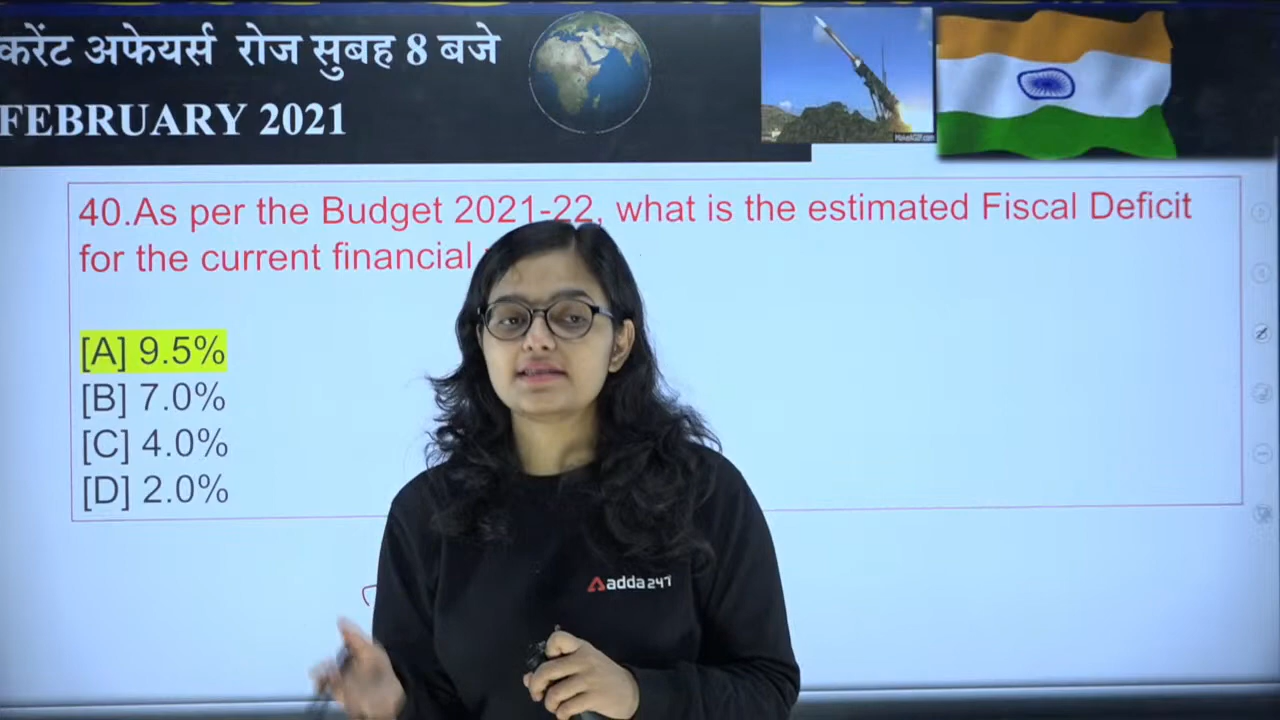 करेंट अफेयर्स रोज सुबह 8 बजे
FEBRUARY 2021
40.As per the Budget 2021-22, what is the estimated Fiscal Deficit
for the current financial
[A] 9.5%
[B] 7.0%
[C] 4.0%
[D] 2.0%
adda247